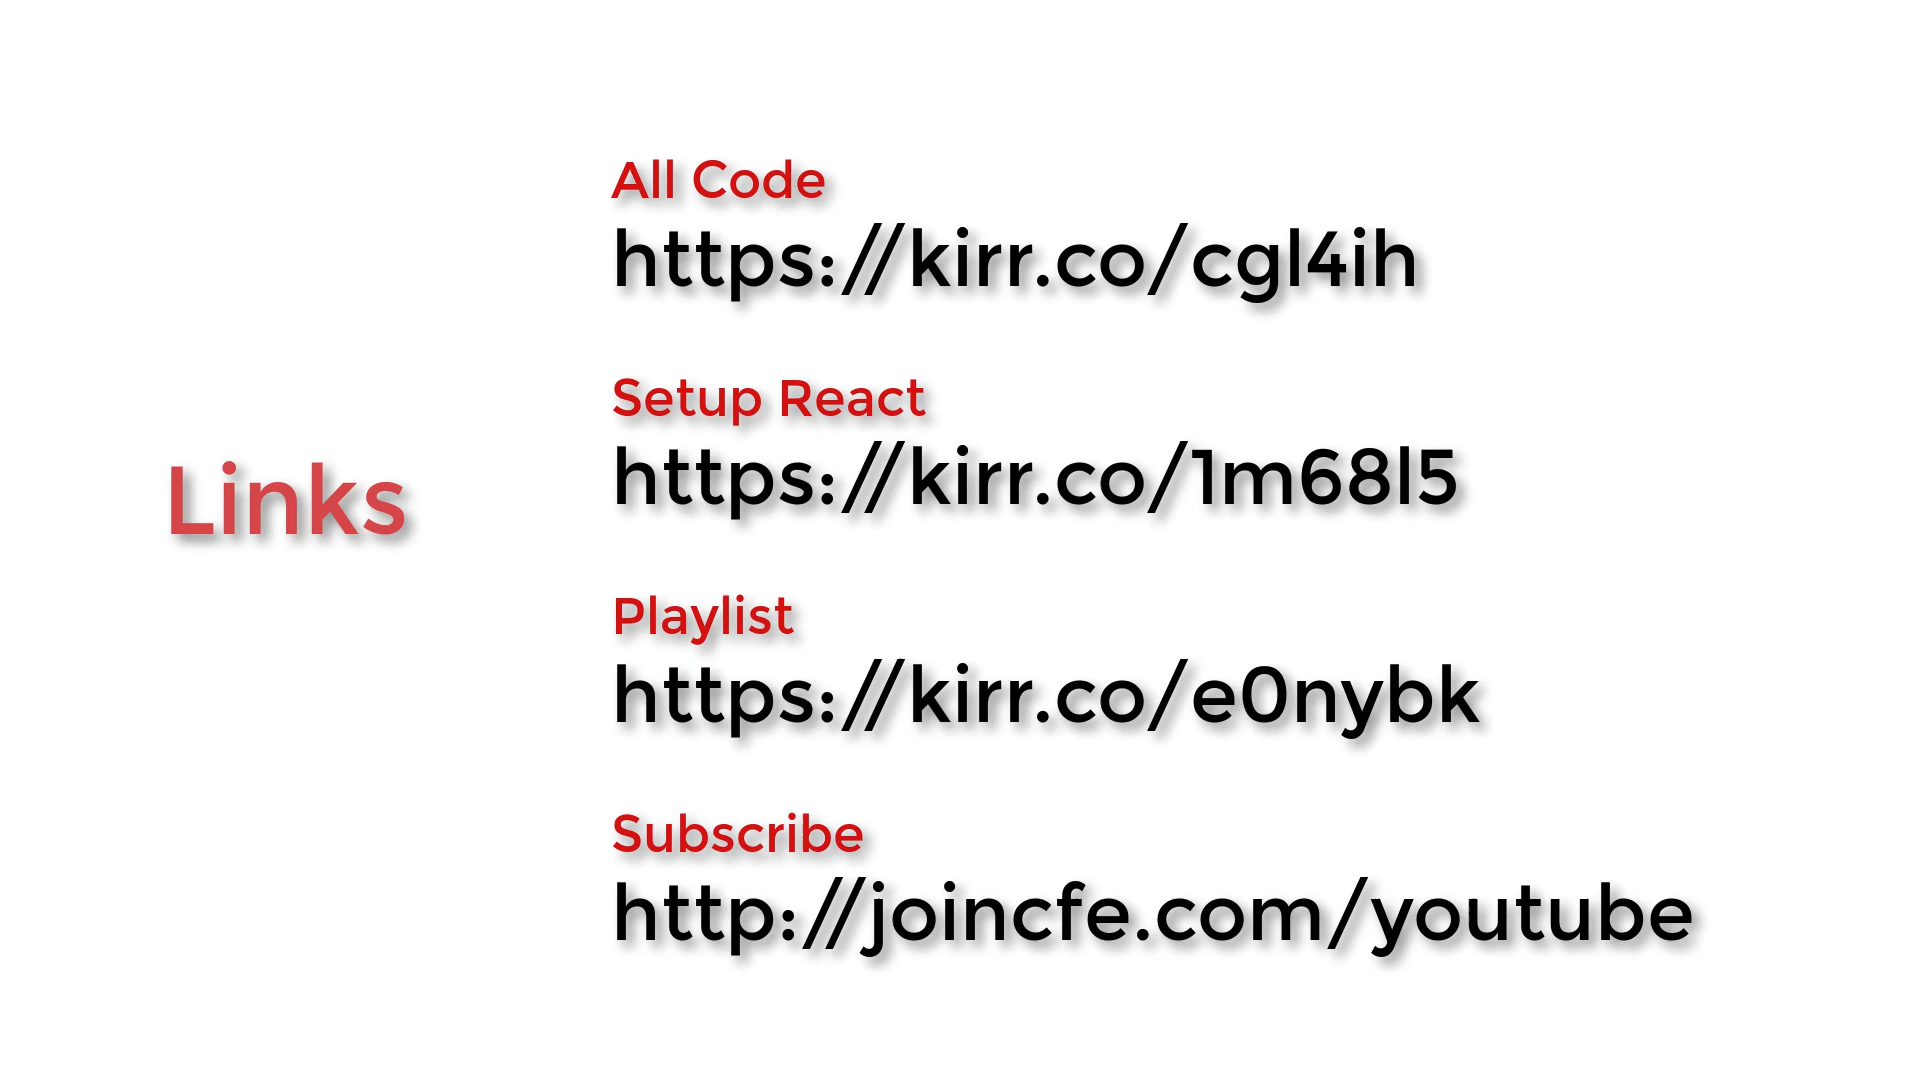 Links
All Code
https://kirr.co/cgl4ih
Setup React
https://kirr.co/1m68l5
Playlist
https://kirr.co/e0nybk
Subscribe
http://joincfe.com/youtube